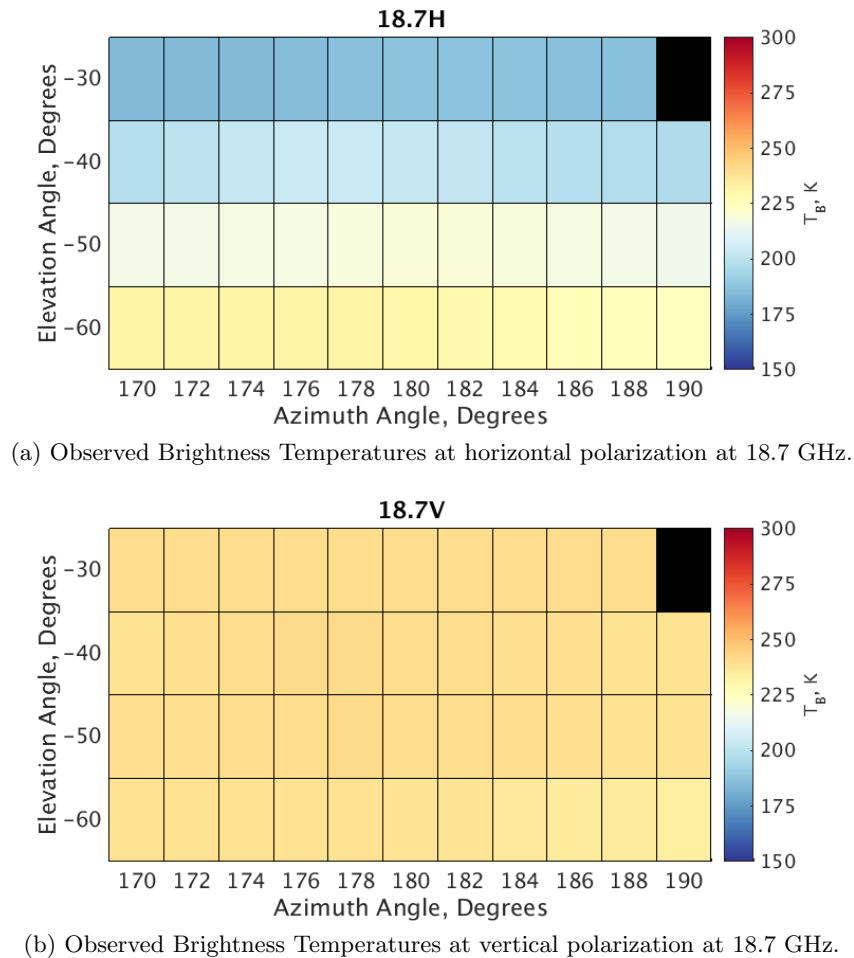 18.7H
Elevation Angle, Degrees
−30
−40
−50
−60
170 172 174 176 178 180 182 184 186 188 190
Azimuth Angle, Degrees
300
275
250
225
200
175
150
T_B, K
(a) Observed Brightness Temperatures at horizontal polarization at 18.7 GHz.
18.7V
Elevation Angle, Degrees
−30
−40
−50
−60
170 172 174 176 178 180 182 184 186 188 190
Azimuth Angle, Degrees
300
275
250
225
200
175
150
T_B, K
(b) Observed Brightness Temperatures at vertical polarization at 18.7 GHz.